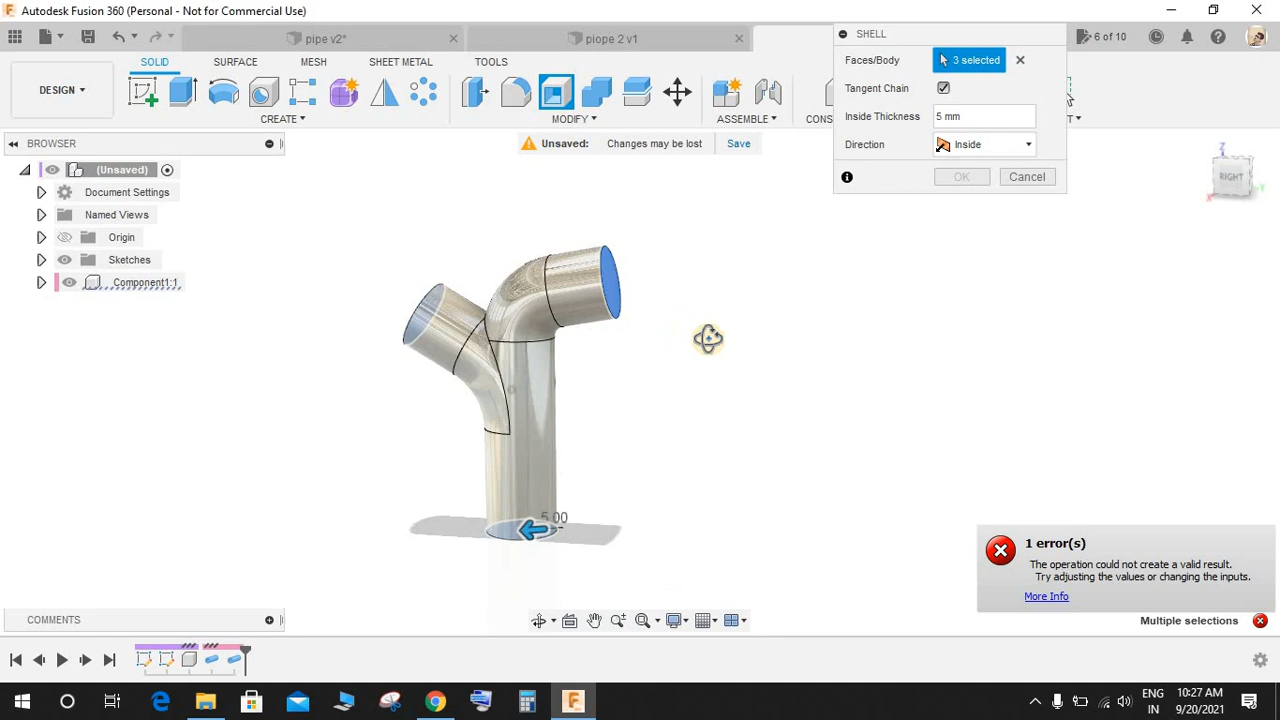 Autodesk Fusion 360 (Personal - Not for Commercial Use)
pipe v2*
piope 2 v1
6 of 10
SHELL
Faces/Body
3 selected
Tangent Chain
Inside Thickness
5 mm
Direction
Inside
OK
Cancel
DESIGN
SOLID
SURFACE
MESH
SHEET METAL
TOOLS
CREATE
MODIFY
ASSEMBLE
CONS
T
BROWSER
Unsaved:
Changes may be lost
Save
(Unsaved)
Document Settings
Named Views
Origin
Sketches
Component1:1
Z
RIGHT
X
Y
5.00
1 error(s)
The operation could not create a valid result.
Try adjusting the values or changing the inputs.
More Info
COMMENTS
Multiple selections
ENG
IN
10:27 AM
9/20/2021